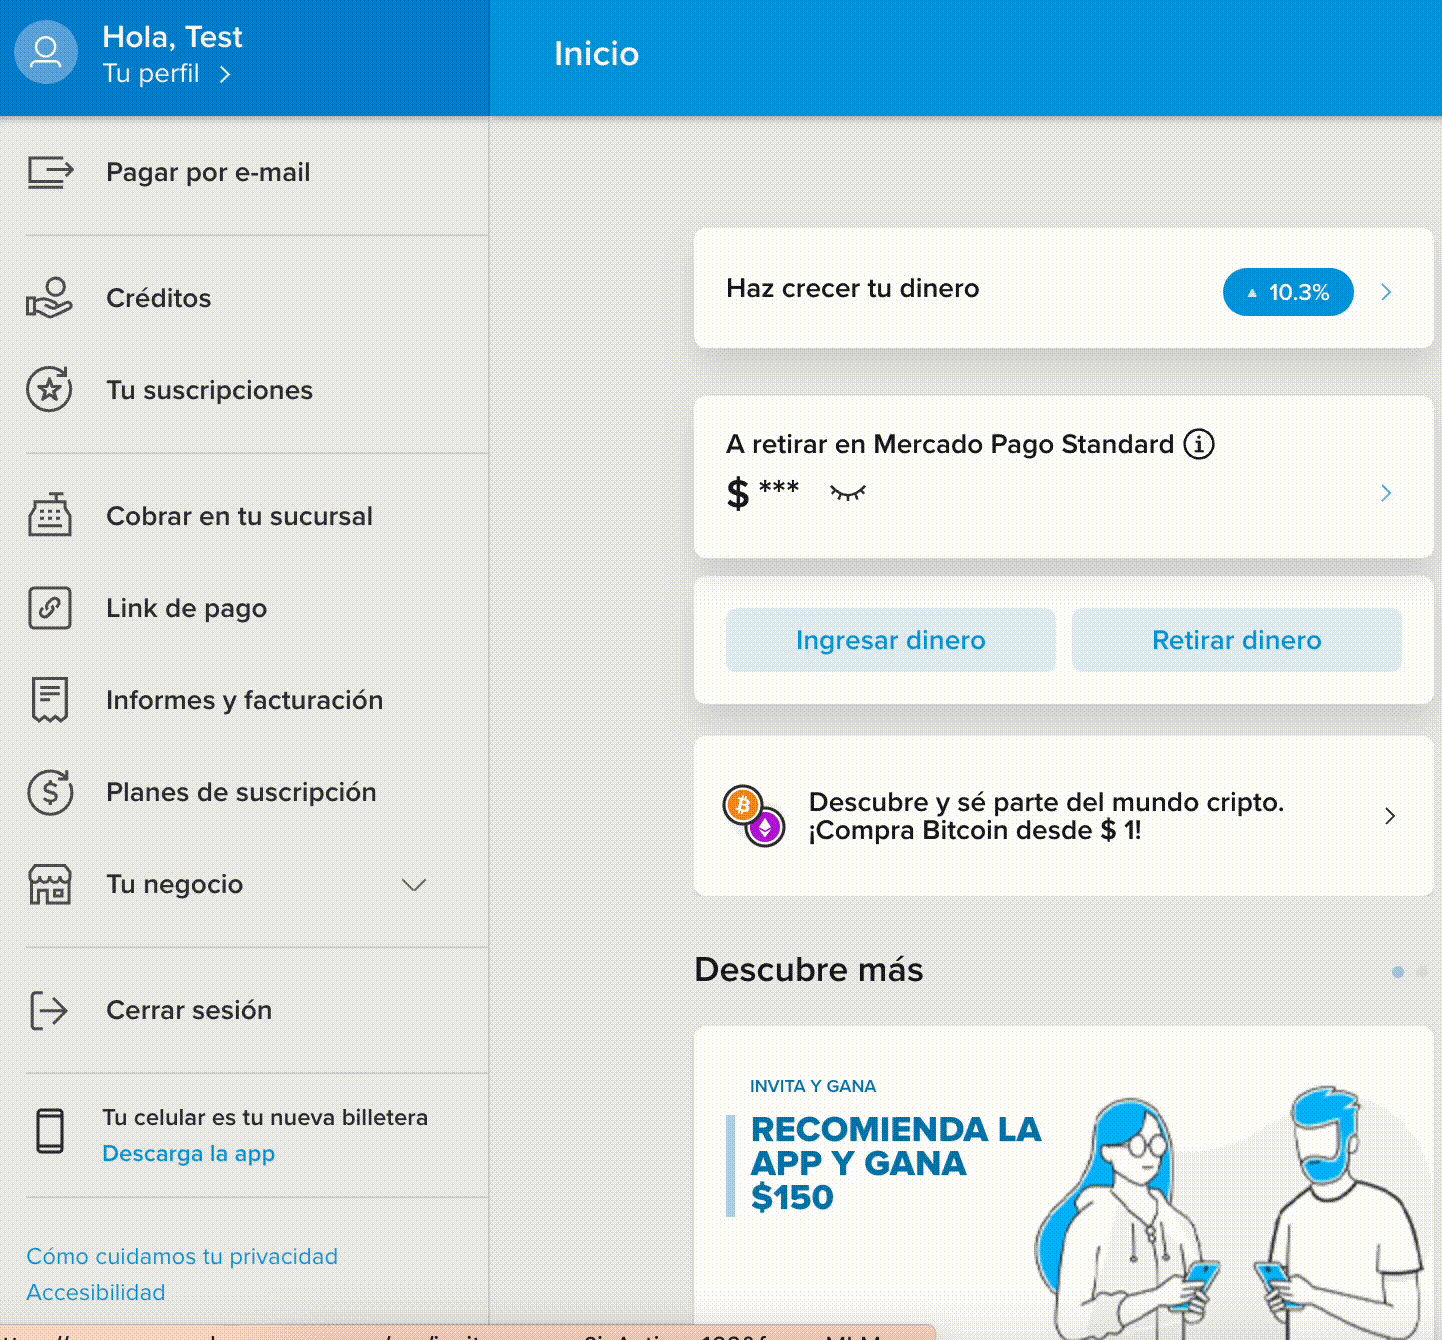 Hola, Test
Tu perfil
Inicio
Pagar por e-mail
Créditos
Tu suscripciones
Cobrar en tu sucursal
Link de pago
Informes y facturación
Planes de suscripción
Tu negocio
Cerrar sesión
Tu celular es tu nueva billetera
Descarga la app
Cómo cuidamos tu privacidad
Accesibilidad
Haz crecer tu dinero
▲ 10.3%
A retirar en Mercado Pago Standard
$ ***
Ingresar dinero
Retirar dinero
Descubre y sé parte del mundo cripto.
¡Compra Bitcoin desde $ 1!
Descubre más
INVITA Y GANA
RECOMIENDA LA
APP Y GANA
$150